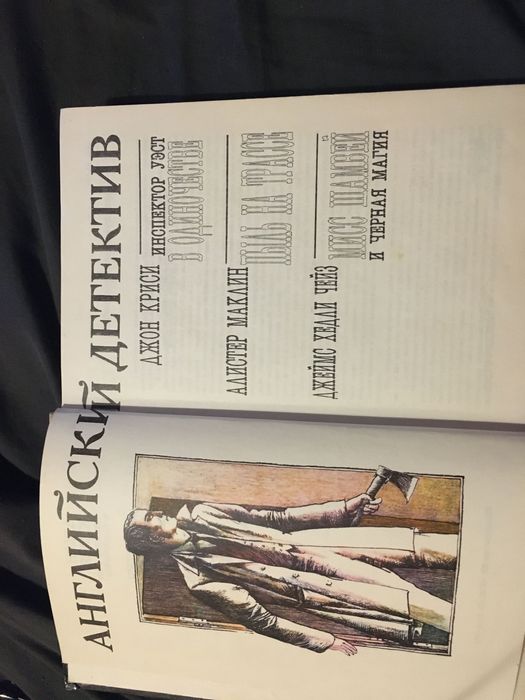 АНГЛИЙСКИЙ ДЕТЕКТИВ
ДЖОН КРИСИ
ИНСПЕКТОР УЭСТ
В ОДИНОЧЕСТВЕ
АЛИСТЕР МАКЛИН
ПЫЛЬ НА ТРАССЕ
ДЖЕЙМС ХЕДЛИ ЧЕЙЗ
МИСС ШАМВЕЙ
И ЧЕРНАЯ МАГИЯ